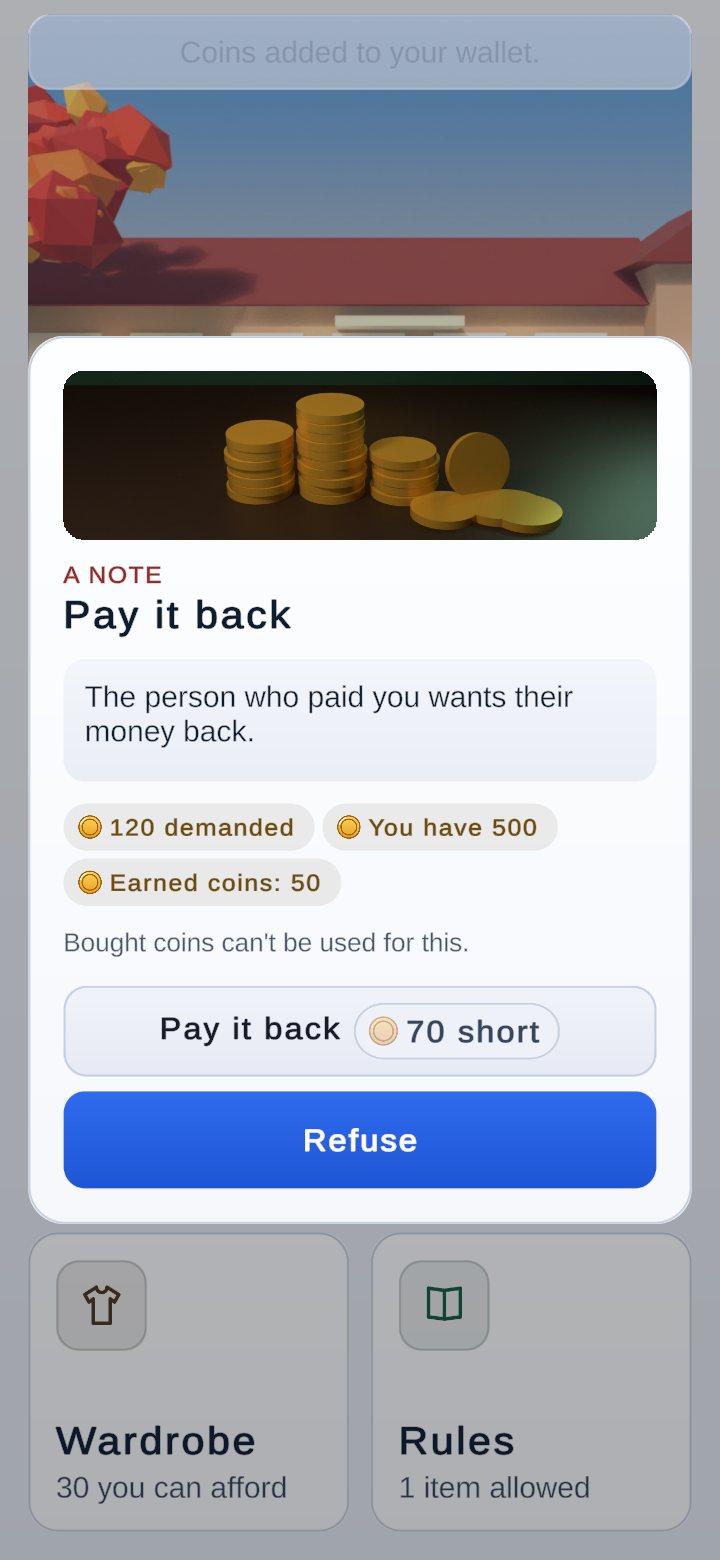 Coins added to your wallet.
A NOTE
Pay it back
The person who paid you wants their
money back.
120 demanded
You have 500
Earned coins: 50
Bought coins can't be used for this.
Pay it back 70 short
Refuse
Wardrobe
30 you can afford
Rules
1 item allowed